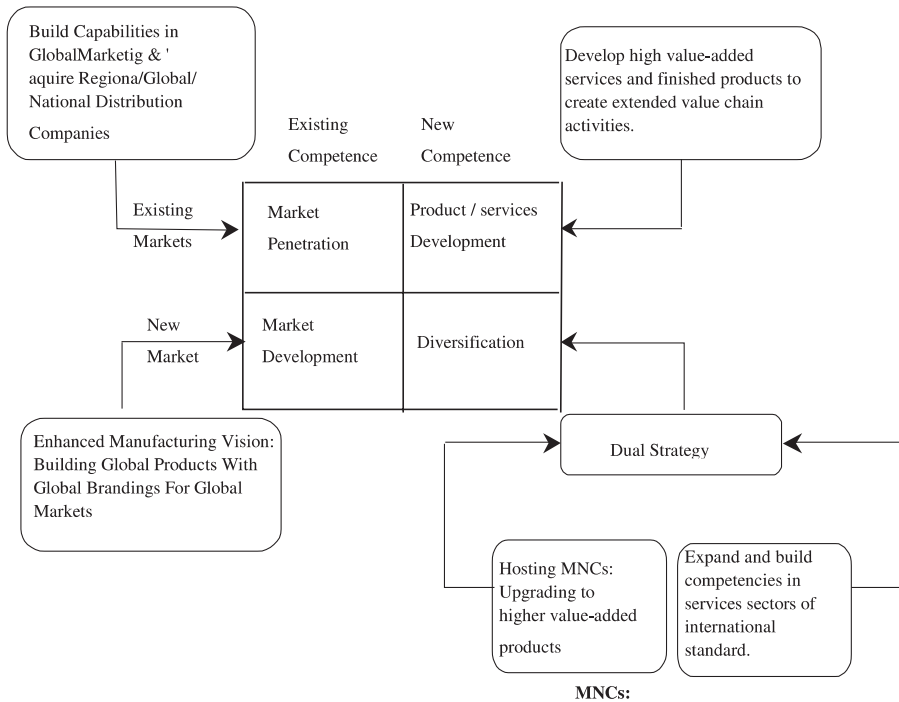 Build Capabilities in
GlobalMarketig & '
aquire Regiona/Global/
National Distribution
Companies
Develop high value-added
services and finished products to
create extended value chain
activities.
Existing
Competence
New
Competence
Existing
Markets
Market
Penetration
Product / services
Development
New
Market
Market
Development
Diversification
Enhanced Manufacturing Vision:
Building Global Products With
Global Brandings For Global
Markets
Dual Strategy
Hosting MNCs:
Upgrading to
higher value-added
products
Expand and build
competencies in
services sectors of
international
standard.
MNCs: